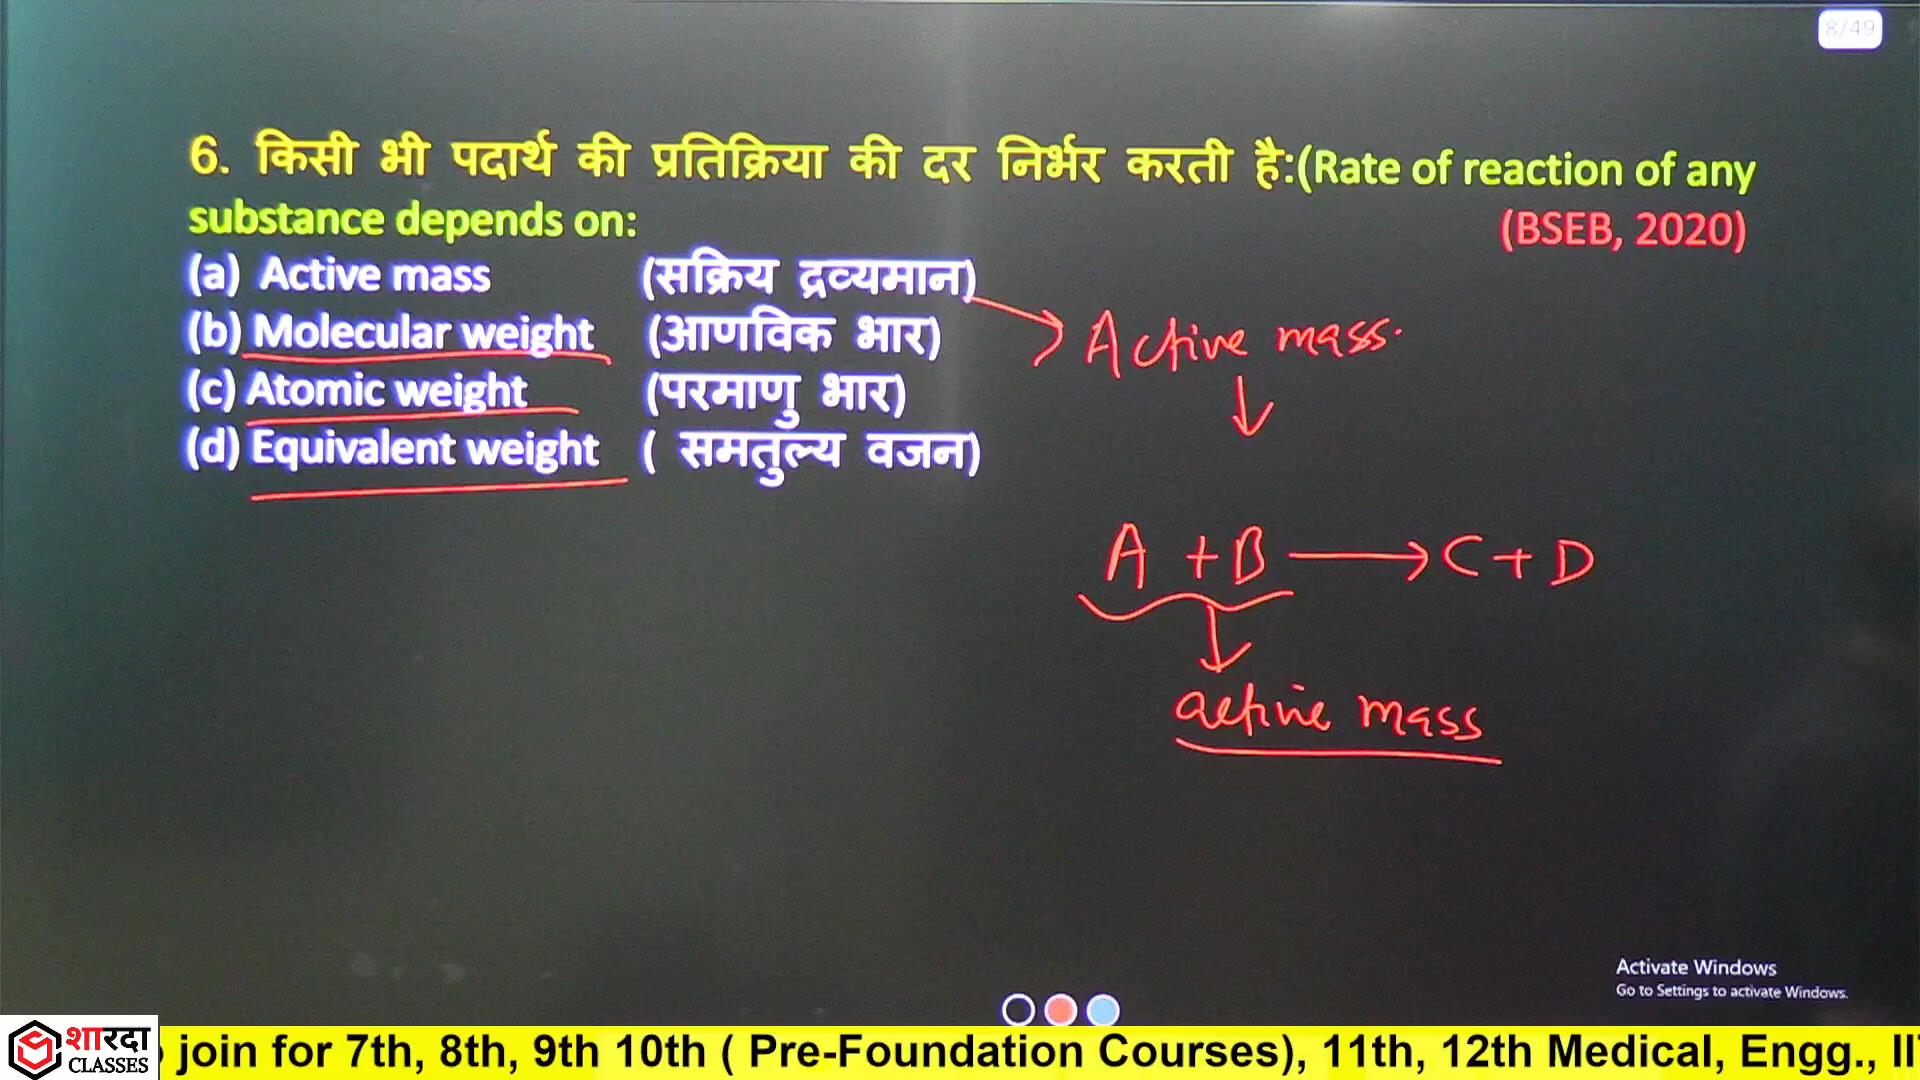 8/49
6. किसी भी पदार्थ की प्रतिक्रिया की दर निर्भर करती है:(Rate of reaction of any
substance depends on:
(BSEB, 2020)
(a) Active mass (सक्रिय द्रव्यमान)
(b) Molecular weight (आणविक भार)
(c) Atomic weight (परमाणु भार)
(d) Equivalent weight ( समतुल्य वजन)
Active mass.
A + B → C + D
active mass
Activate Windows
Go to Settings to activate Windows.
शारदा
CLASSES
join for 7th, 8th, 9th 10th ( Pre-Foundation Courses), 11th, 12th Medical, Engg.,